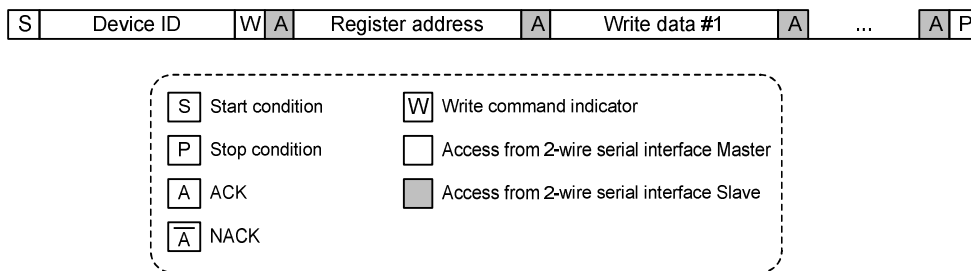 S Device ID W A Register address A Write data #1 A ... A P
S Start condition W Write command indicator
P Stop condition Access from 2-wire serial interface Master
A ACK Access from 2-wire serial interface Slave
A̅ NACK